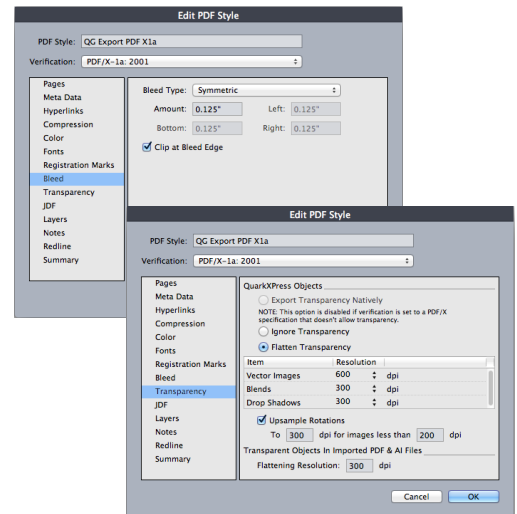 Edit PDF Style
PDF Style: QG Export PDF X1a
Verification: PDF/X-1a: 2001
Pages
Meta Data
Hyperlinks
Compression
Color
Fonts
Registration Marks
Bleed
Transparency
JDF
Layers
Notes
Redline
Summary
Bleed Type: Symmetric
Amount: 0.125" Left: 0.125"
Bottom: 0.125" Right: 0.125"
Clip at Bleed Edge
Edit PDF Style
PDF Style: QG Export PDF X1a
Verification: PDF/X-1a: 2001
Pages
Meta Data
Hyperlinks
Compression
Color
Fonts
Registration Marks
Bleed
Transparency
JDF
Layers
Notes
Redline
Summary
QuarkXPress Objects
Export Transparency Natively
NOTE: This option is disabled if verification is set to a PDF/X
specification that doesn't allow transparency.
Ignore Transparency
Flatten Transparency
Item Resolution
Vector Images 600 dpi
Blends 300 dpi
Drop Shadows 300 dpi
Upsample Rotations
To 300 dpi for images less than 200 dpi
Transparent Objects In Imported PDF & AI Files
Flattening Resolution: 300 dpi
Cancel OK